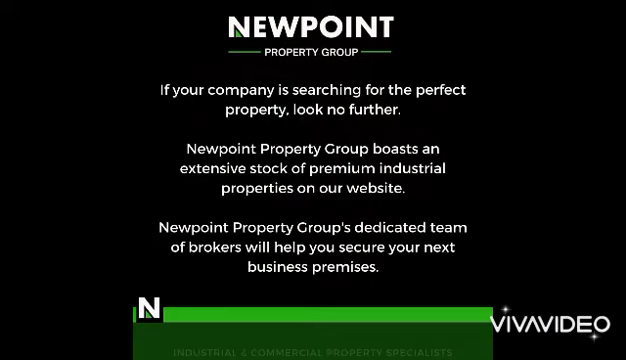 NEWPOINT
PROPERTY GROUP
If your company is searching for the perfect
property, look no further.
Newpoint Property Group boasts an
extensive stock of premium industrial
properties on our website.
Newpoint Property Group's dedicated team
of brokers will help you secure your next
business premises.
N
VIVAVIDEO
INDUSTRIAL & COMMERCIAL PROPERTY SPECIALISTS